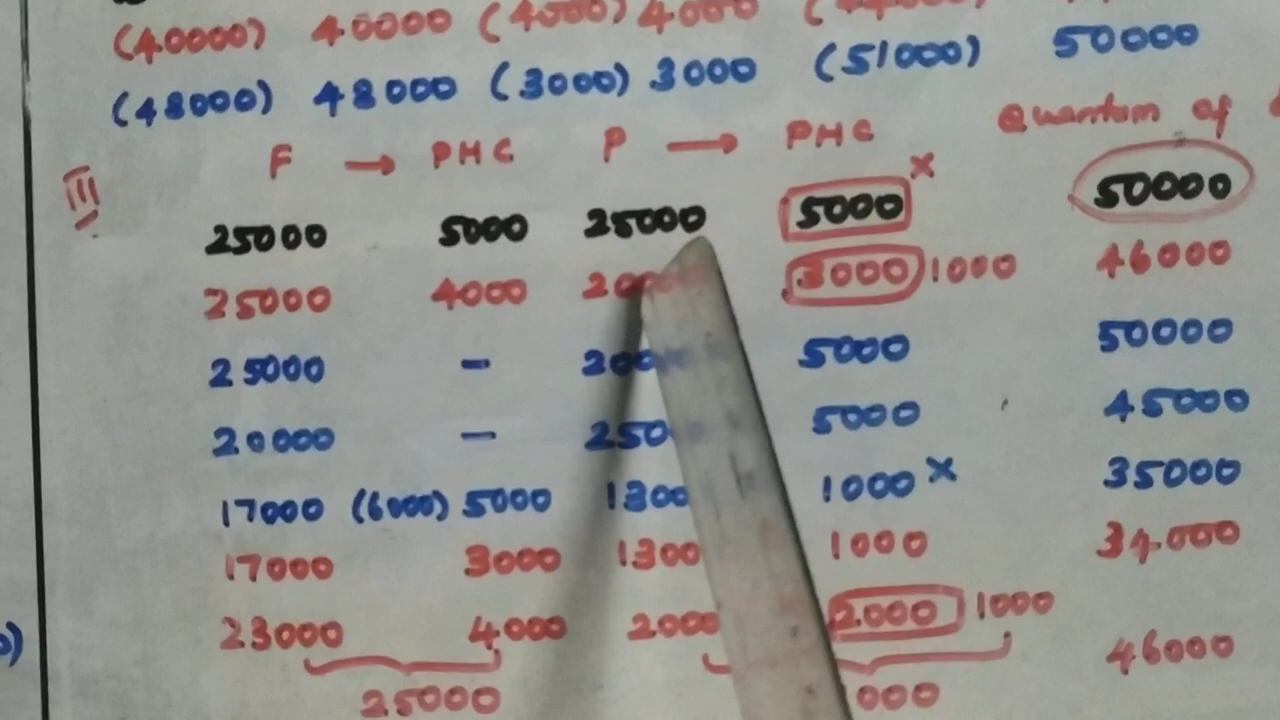 (40000) 40000 (4000) 4000
(48000) 48000 (3000) 3000 (51000) 50000
F → PHC P → PHC Quantum of
III
25000 5000 25000 5000 x 50000
25000 4000 3000 1000 46000
25000 - 5000 50000
20000 - 5000 45000
17000 (6000) 5000 1000 x 35000
17000 3000 1000 34000
23000 4000 2000 2000 1000 46000
25000